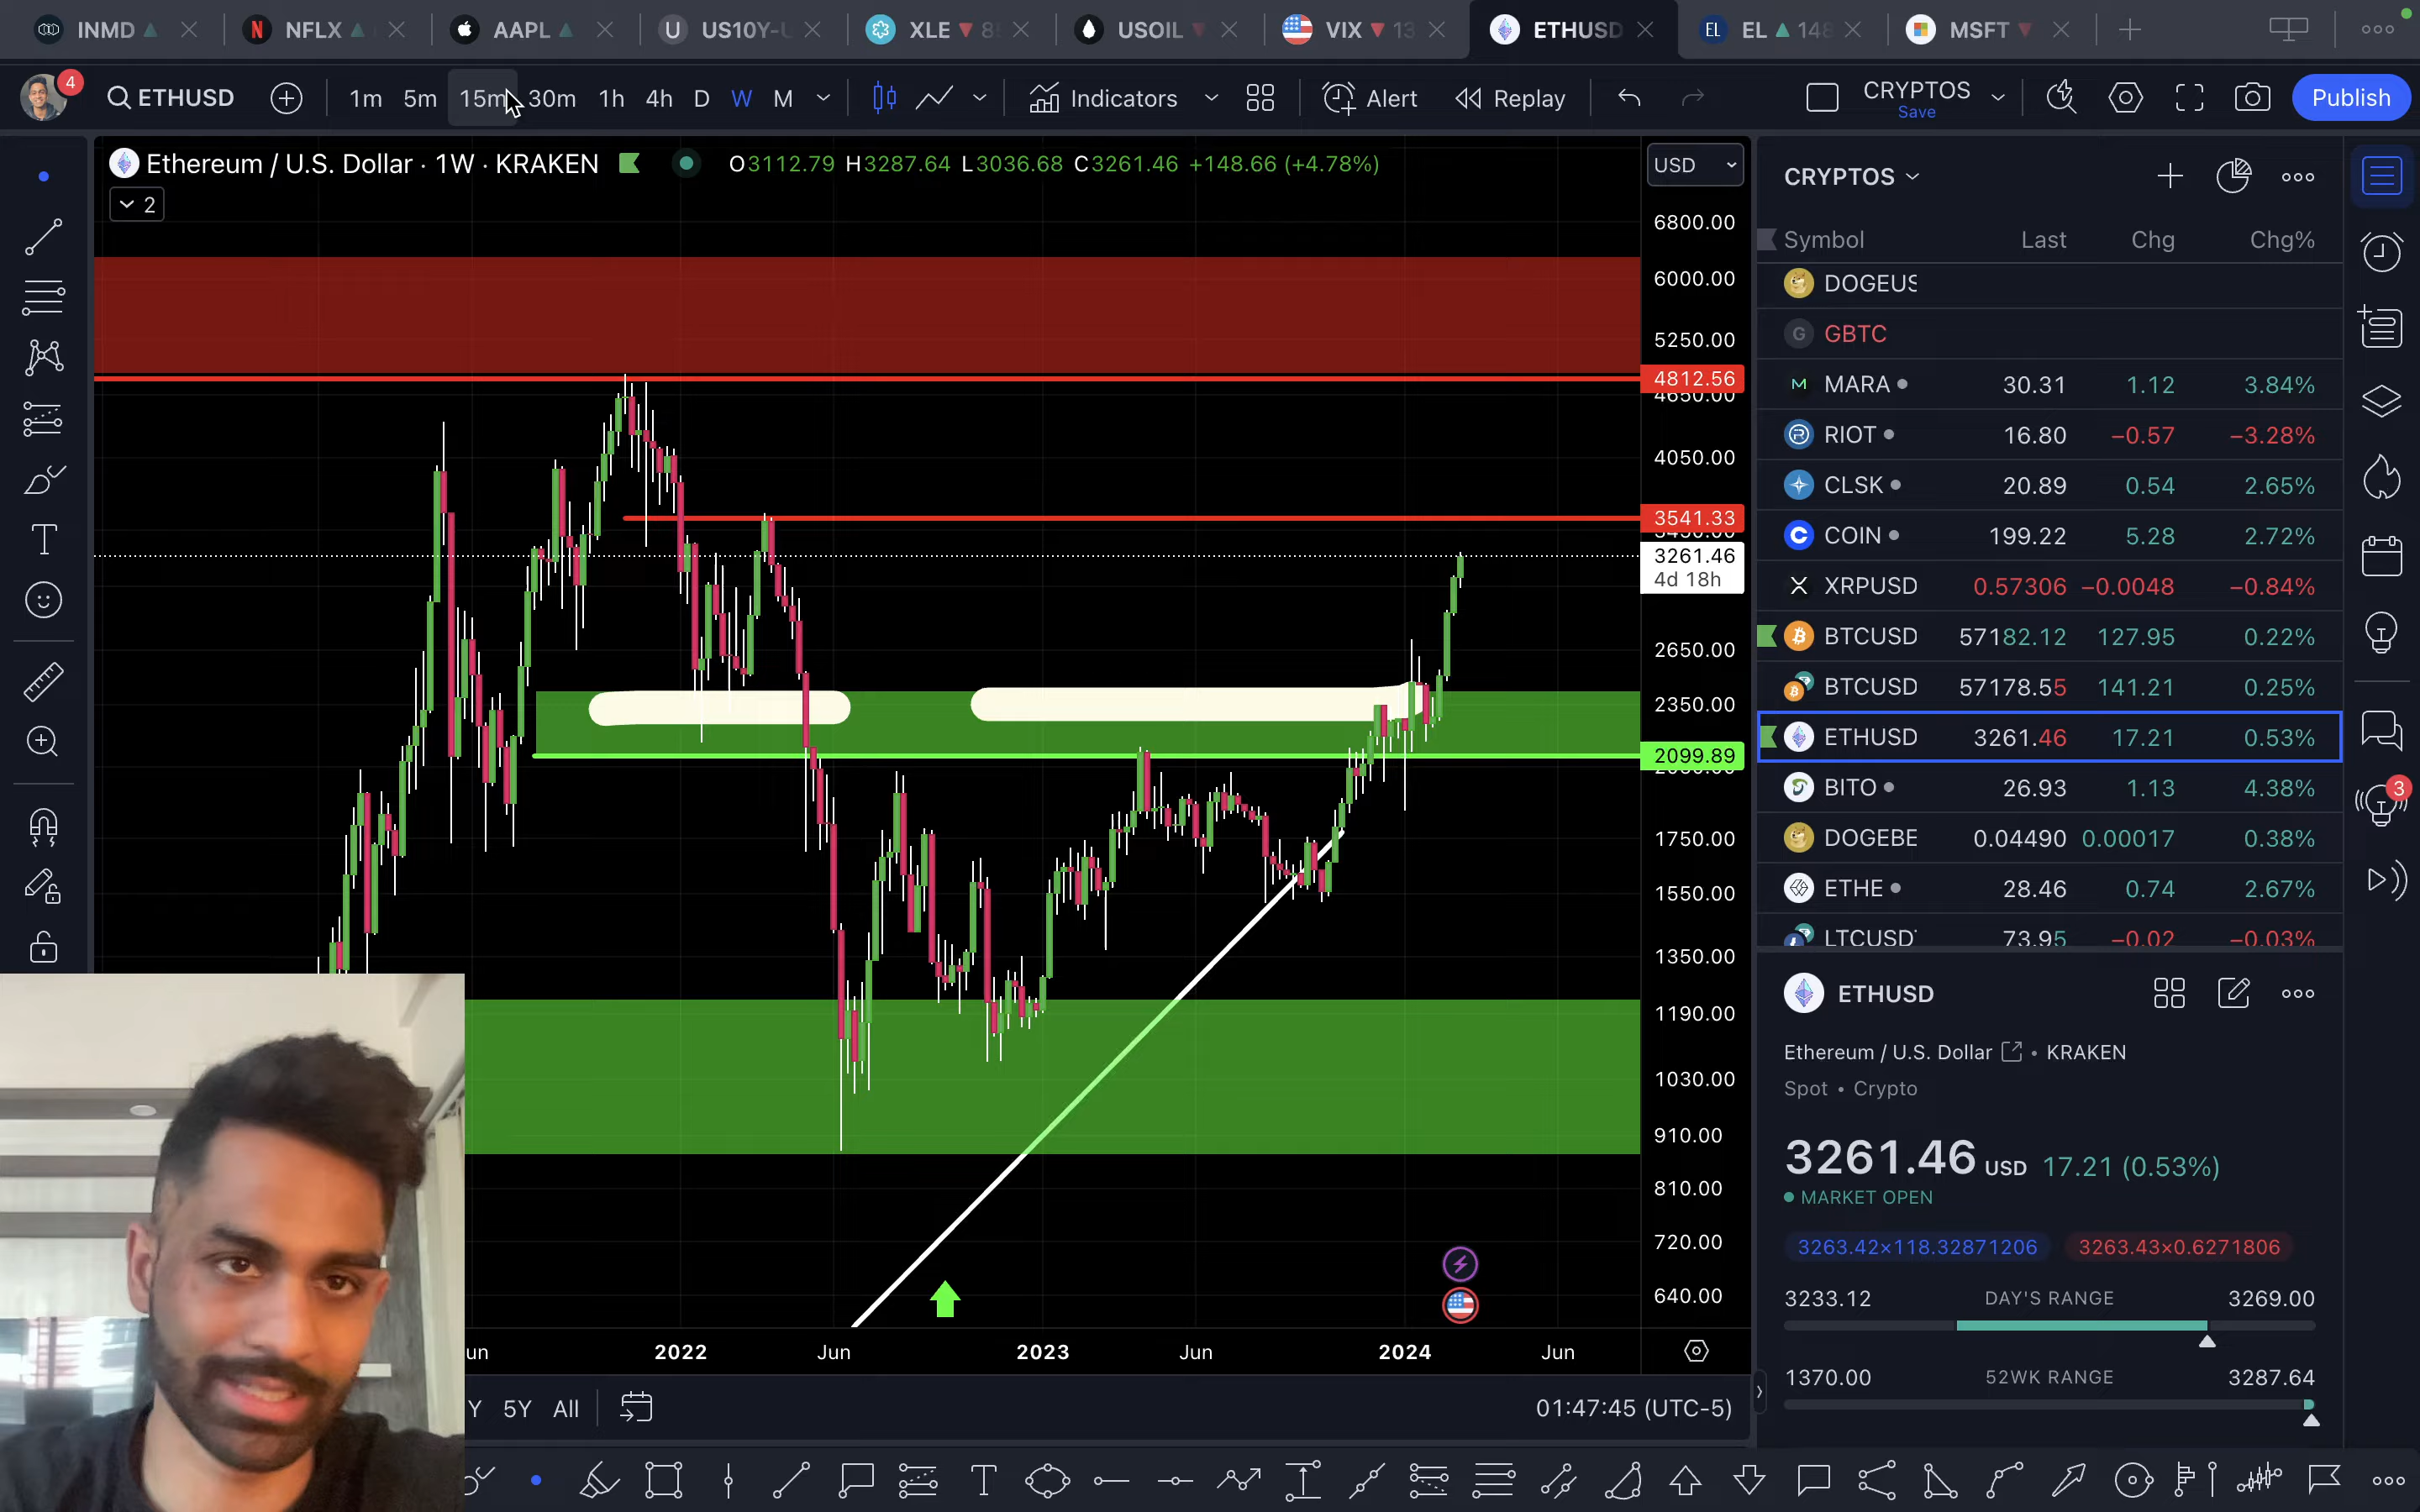 INMD NFLX AAPL US10Y-U XLE 8 USOIL VIX 13 ETHUSD EL 148 MSFT
4 ETHUSD 1m 5m 15m 30m 1h 4h D W M Indicators Alert Replay CRYPTOS Publish
Save
Ethereum / U.S. Dollar · 1W · KRAKEN O3112.79 H3287.64 L3036.68 C3261.46 +148.66 (+4.78%)
2
USD
6800.00
6000.00
5250.00
4812.56
4650.00
4050.00
3541.33
3261.46
4d 18h
2650.00
2350.00
2099.89
1750.00
1550.00
1350.00
1190.00
1030.00
910.00
810.00
720.00
640.00
un 2022 Jun 2023 Jun 2024 Jun
Y 5Y All 01:47:45 (UTC-5)
CRYPTOS
Symbol Last Chg Chg%
DOGEUS
GBTC
MARA 30.31 1.12 3.84%
RIOT 16.80 −0.57 −3.28%
CLSK 20.89 0.54 2.65%
COIN 199.22 5.28 2.72%
XRPUSD 0.57306 −0.0048 −0.84%
BTCUSD 57182.12 127.95 0.22%
BTCUSD 57178.55 141.21 0.25%
ETHUSD 3261.46 17.21 0.53%
BITO 26.93 1.13 4.38%
DOGEBE 0.04490 0.00017 0.38%
ETHE 28.46 0.74 2.67%
LTCUSD 73.95 −0.02 −0.03%
ETHUSD
Ethereum / U.S. Dollar • KRAKEN
Spot • Crypto
3261.46 USD 17.21 (0.53%)
MARKET OPEN
3263.42×118.32871206 3263.43×0.6271806
3233.12 DAY'S RANGE 3269.00
1370.00 52WK RANGE 3287.64
3